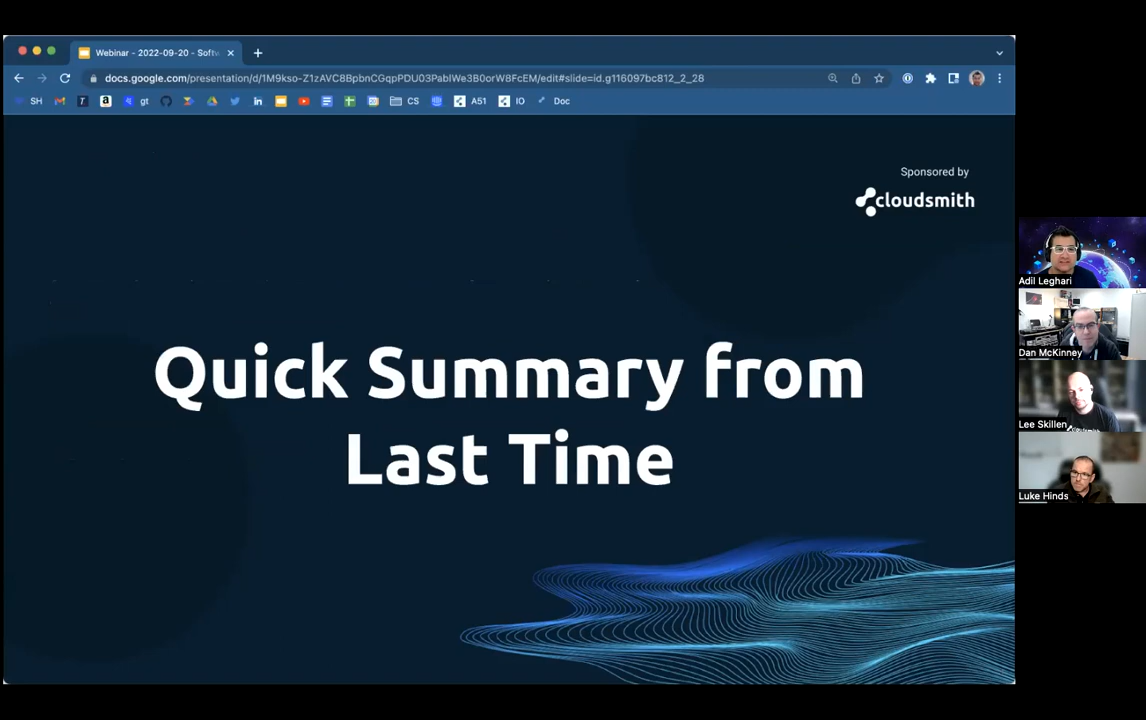 Webinar - 2022-09-20 - Softw
docs.google.com/presentation/d/1M9kso-Z1zAVC8BpbnCGqpPDU03PablWe3B0orW8FcEM/edit#slide=id.g116097bc812_2_28
SH
gt
CS
A51
IO
Doc
Sponsored by
cloudsmith
Quick Summary from
Last Time
Adil Leghari
Dan McKinney
Lee Skillen
Luke Hinds